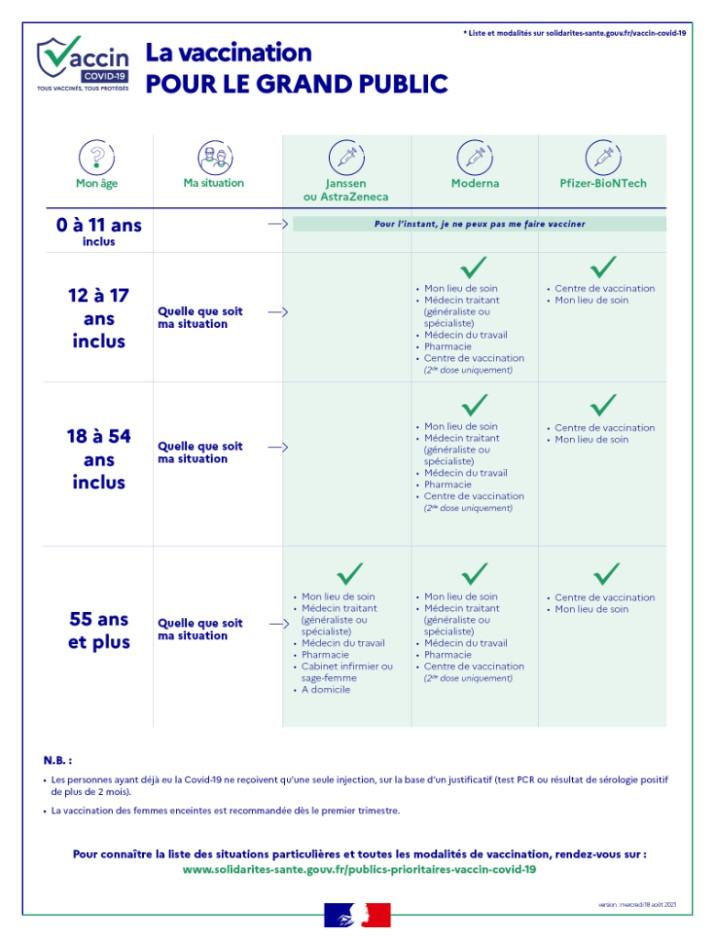 * Liste et modalités sur solidarites-sante.gouv.fr/vaccin-covid-19
Vaccin
COVID-19
TOUS VACCINÉS, TOUS PROTÉGÉS
La vaccination
POUR LE GRAND PUBLIC
Mon âge
Ma situation
Janssen
ou AstraZeneca
Moderna
Pfizer-BioNTech
0 à 11 ans
inclus
Pour l'instant, je ne peux pas me faire vacciner
12 à 17
ans
inclus
Quelle que soit
ma situation
• Mon lieu de soin
• Médecin traitant
(généraliste ou
spécialiste)
• Médecin du travail
• Pharmacie
• Centre de vaccination
(2de dose uniquement)
• Centre de vaccination
• Mon lieu de soin
18 à 54
ans
inclus
Quelle que soit
ma situation
• Mon lieu de soin
• Médecin traitant
(généraliste ou
spécialiste)
• Médecin du travail
• Pharmacie
• Centre de vaccination
(2de dose uniquement)
• Centre de vaccination
• Mon lieu de soin
55 ans
et plus
Quelle que soit
ma situation
• Mon lieu de soin
• Médecin traitant
(généraliste ou
spécialiste)
• Médecin du travail
• Pharmacie
• Cabinet infirmier ou
sage-femme
• A domicile
• Mon lieu de soin
• Médecin traitant
(généraliste ou
spécialiste)
• Médecin du travail
• Pharmacie
• Centre de vaccination
(2de dose uniquement)
• Centre de vaccination
• Mon lieu de soin
N.B. :
• Les personnes ayant déjà eu la Covid-19 ne reçoivent qu'une seule injection, sur la base d'un justificatif (test PCR ou résultat de sérologie positif
de plus de 2 mois).
• La vaccination des femmes enceintes est recommandée dès le premier trimestre.
Pour connaître la liste des situations particulières et toutes les modalités de vaccination, rendez-vous sur :
www.solidarites-sante.gouv.fr/publics-prioritaires-vaccin-covid-19
version : mercredi 18 août 2021